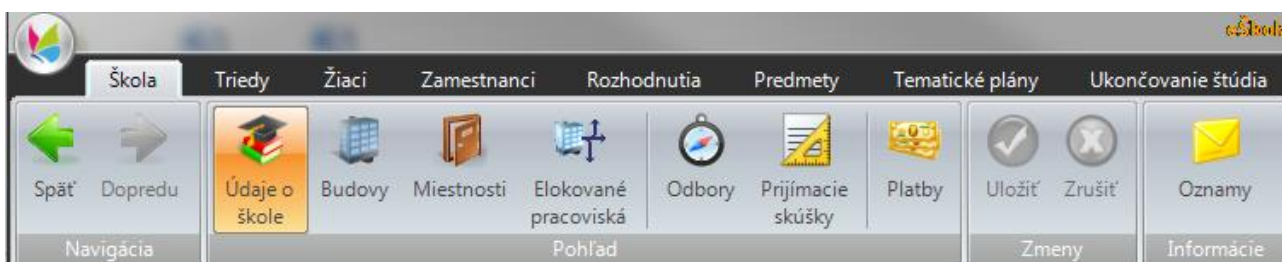 eŠkola
Škola Triedy Žiaci Zamestnanci Rozhodnutia Predmety Tematické plány Ukončovanie štúdia
Späť Dopredu Údaje o škole Budovy Miestnosti Elokované pracoviská Odbory Prijímacie skúšky Platby Uložiť Zrušiť Oznamy
Navigácia Pohľad Zmeny Informácie